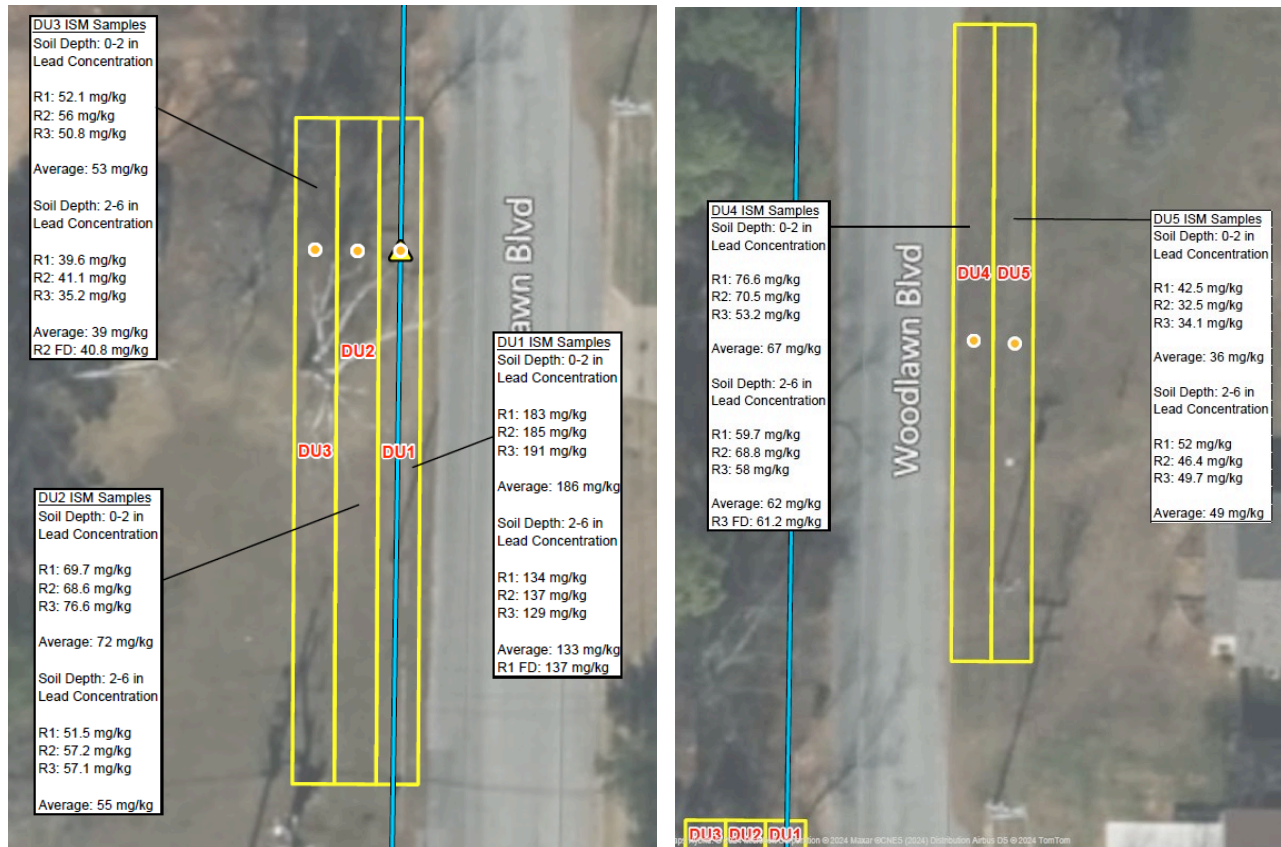 DU3 ISM Samples
Soil Depth: 0-2 in
Lead Concentration
R1: 52.1 mg/kg
R2: 56 mg/kg
R3: 50.8 mg/kg
Average: 53 mg/kg
Soil Depth: 2-6 in
Lead Concentration
R1: 39.6 mg/kg
R2: 41.1 mg/kg
R3: 35.2 mg/kg
Average: 39 mg/kg
R2 FD: 40.8 mg/kg
DU2 ISM Samples
Soil Depth: 0-2 in
Lead Concentration
R1: 69.7 mg/kg
R2: 68.6 mg/kg
R3: 76.6 mg/kg
Average: 72 mg/kg
Soil Depth: 2-6 in
Lead Concentration
R1: 51.5 mg/kg
R2: 57.2 mg/kg
R3: 57.1 mg/kg
Average: 55 mg/kg
DU3
DU2
DU1
awn Blvd
DU1 ISM Samples
Soil Depth: 0-2 in
Lead Concentration
R1: 183 mg/kg
R2: 185 mg/kg
R3: 191 mg/kg
Average: 186 mg/kg
Soil Depth: 2-6 in
Lead Concentration
R1: 134 mg/kg
R2: 137 mg/kg
R3: 129 mg/kg
Average: 133 mg/kg
R1 FD: 137 mg/kg
DU4 ISM Samples
Soil Depth: 0-2 in
Lead Concentration
R1: 76.6 mg/kg
R2: 70.5 mg/kg
R3: 53.2 mg/kg
Average: 67 mg/kg
Soil Depth: 2-6 in
Lead Concentration
R1: 59.7 mg/kg
R2: 68.8 mg/kg
R3: 58 mg/kg
Average: 62 mg/kg
R3 FD: 61.2 mg/kg
Woodlawn Blvd
DU4
DU5
DU5 ISM Samples
Soil Depth: 0-2 in
Lead Concentration
R1: 42.5 mg/kg
R2: 32.5 mg/kg
R3: 34.1 mg/kg
Average: 36 mg/kg
Soil Depth: 2-6 in
Lead Concentration
R1: 52 mg/kg
R2: 46.4 mg/kg
R3: 49.7 mg/kg
Average: 49 mg/kg
DU3
DU2
DU1
© 2024 Maxar ©CNES (2024) Distribution Airbus DS © 2024 TomTom